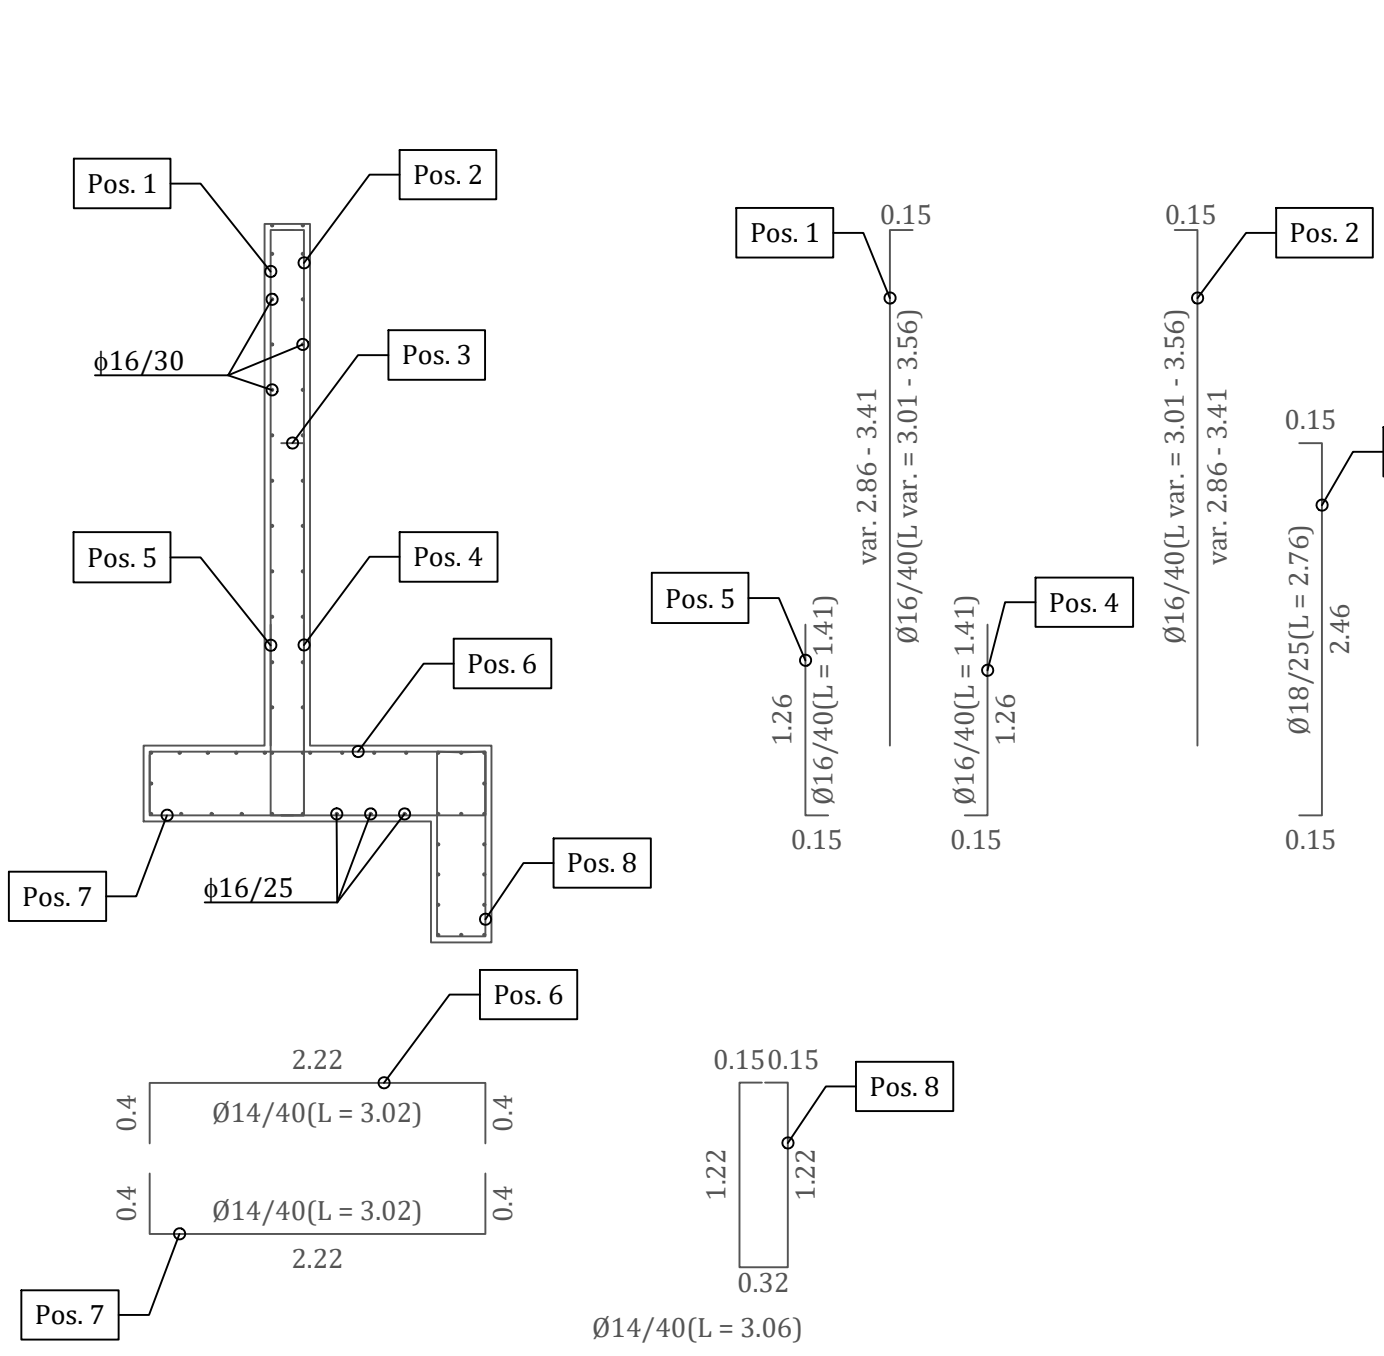 Pos. 1
Pos. 2
ϕ16/30
Pos. 3
Pos. 5
Pos. 4
Pos. 6
Pos. 7
ϕ16/25
Pos. 8
Pos. 1
0.15
var. 2.86 - 3.41
Ø16/40(L var. = 3.01 - 3.56)
0.15
Pos. 2
Ø16/40(L var. = 3.01 - 3.56)
var. 2.86 - 3.41
0.15
Ø18/25(L = 2.76)
2.46
0.15
Pos. 5
1.26
Ø16/40(L = 1.41)
0.15
Pos. 4
Ø16/40(L = 1.41)
1.26
0.15
Pos. 6
2.22
0.4
Ø14/40(L = 3.02)
0.4
0.4
Ø14/40(L = 3.02)
0.4
2.22
Pos. 7
0.15
0.15
Pos. 8
1.22
1.22
0.32
Ø14/40(L = 3.06)